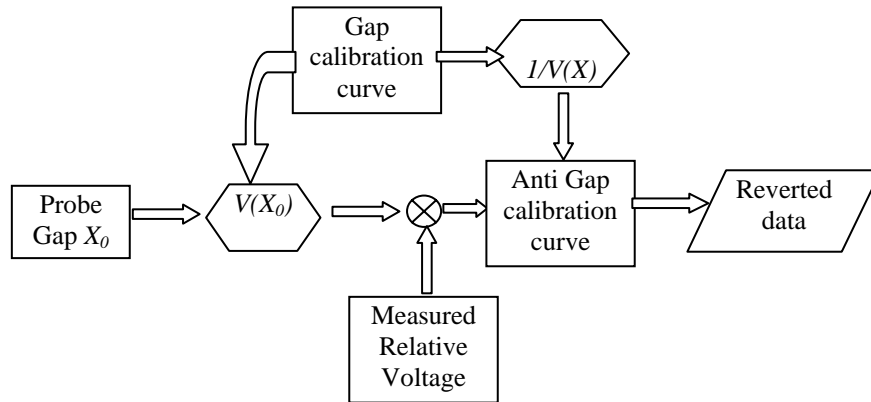 Gap
calibration
curve
1/V(X)
Probe
Gap X₀
V(X₀)
Anti Gap
calibration
curve
Reverted
data
Measured
Relative
Voltage